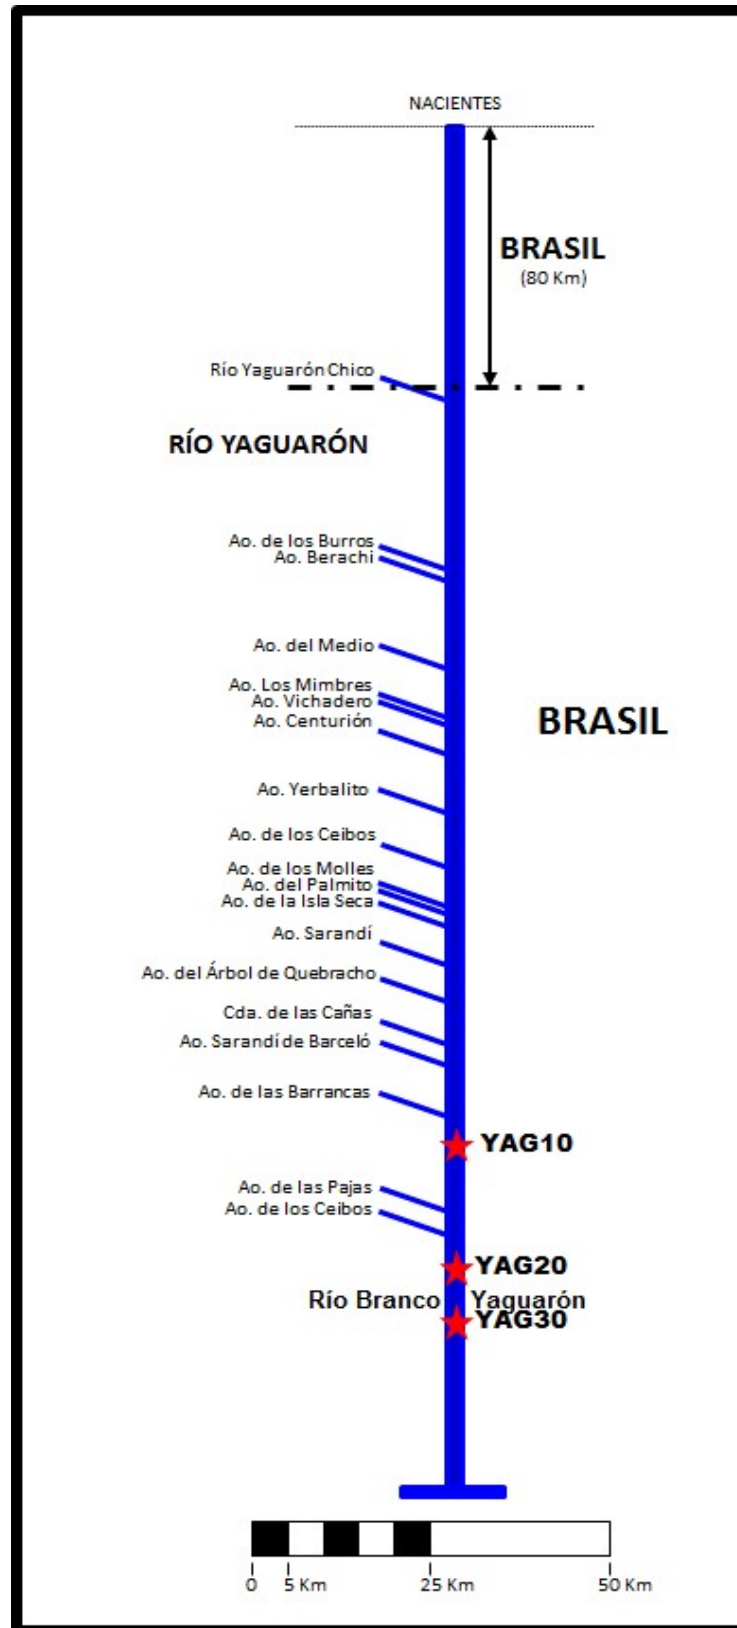 NACIENTES
BRASIL
(80 Km)
Río Yaguarón Chico
RÍO YAGUARÓN
Ao. de los Burros
Ao. Berachi
Ao. del Medio
Ao. Los Mimbres
Ao. Vichadero
Ao. Centurión
BRASIL
Ao. Yerbalito
Ao. de los Ceibos
Ao. de los Molles
Ao. del Palmito
Ao. de la Isla Seca
Ao. Sarandí
Ao. del Árbol de Quebracho
Cda. de las Cañas
Ao. Sarandí de Barceló
Ao. de las Barrancas
YAG10
Ao. de las Pajas
Ao. de los Ceibos
YAG20
Río Branco Yaguarón
YAG30
0 5 Km 25 Km 50 Km